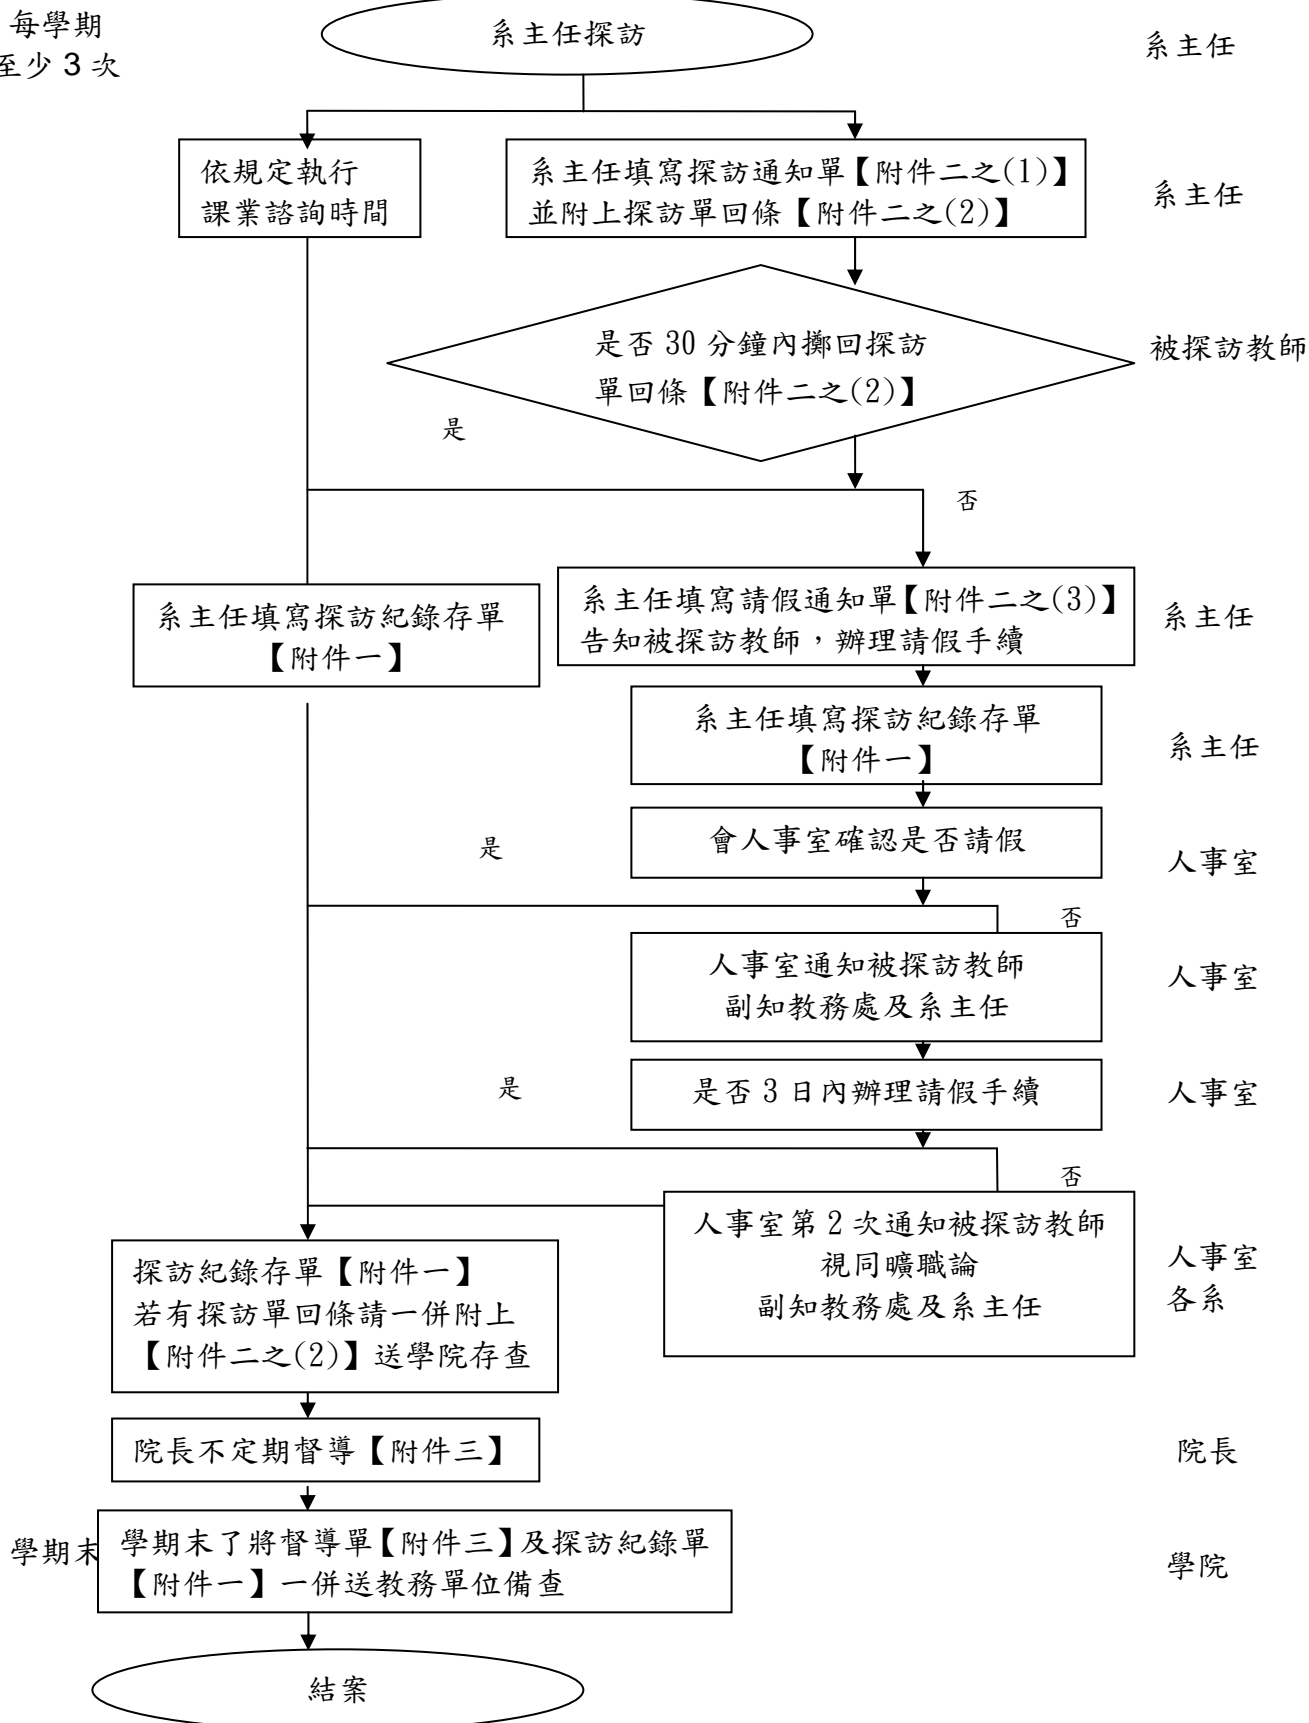 每學期
至少 3 次
系主任探訪
系主任
依規定執行
課業諮詢時間
系主任填寫探訪通知單【附件二之(1)】
並附上探訪單回條【附件二之(2)】
系主任
是否 30 分鐘內擲回探訪
單回條【附件二之(2)】
被探訪教師
是
否
系主任填寫探訪紀錄存單
【附件一】
系主任填寫請假通知單【附件二之(3)】
告知被探訪教師，辦理請假手續
系主任
系主任填寫探訪紀錄存單
【附件一】
系主任
會人事室確認是否請假
是
人事室
否
人事室通知被探訪教師
副知教務處及系主任
人事室
是否 3 日內辦理請假手續
是
人事室
否
人事室第 2 次通知被探訪教師
視同曠職論
副知教務處及系主任
人事室
各系
探訪紀錄存單【附件一】
若有探訪單回條請一併附上
【附件二之(2)】送學院存查
院長不定期督導【附件三】
院長
學期末
學期末了將督導單【附件三】及探訪紀錄單
【附件一】一併送教務單位備查
學院
結案